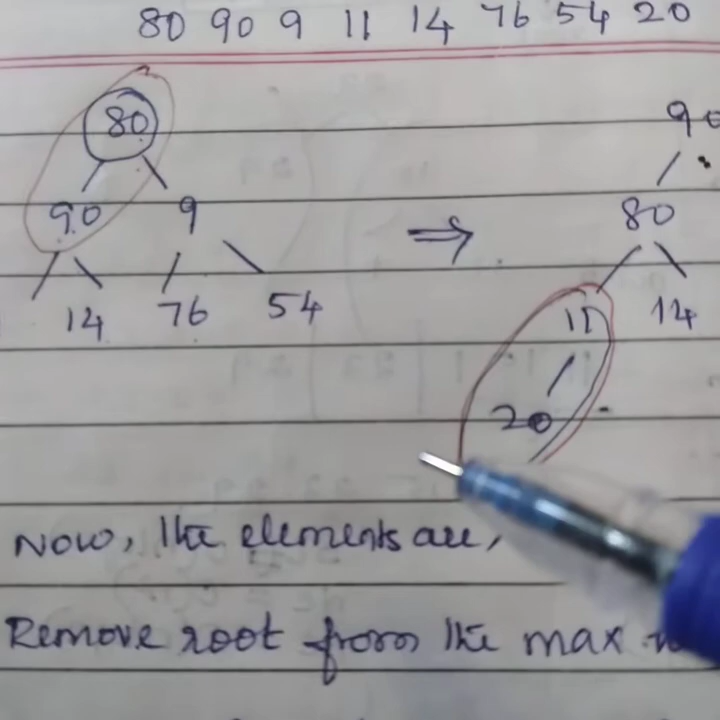 80 90 9 11 14 76 54 20
80 90
90 9 80
14 76 54 11 14
20
Now, the elements are,
Remove root from the max